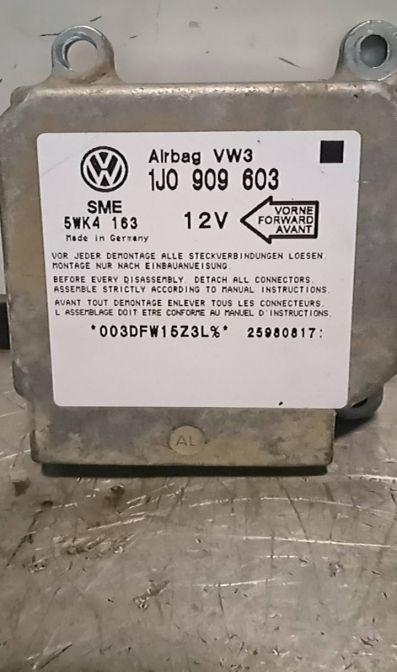 Airbag VW3
1J0 909 603
SME
5WK4 163
Made in Germany
12V
VORNE
FORWARD
AVANT
VOR JEDER DEMONTAGE ALLE STECKVERBINDUNGEN LOESEN.
MONTAGE NUR NACH EINBAUANWEISUNG.
BEFORE EVERY DISASSEMBLY, DETACH ALL CONNECTORS.
ASSEMBLE STRICTLY ACCORDING TO MANUAL INSTRUCTIONS.
AVANT TOUT DEMONTAGE ENLEVER TOUS LES CONNECTEURS.
L ASSEMBLAGE DOIT ETRE CONFORME AU MANUEL D'INSTRUCTIONS.
*003DFW15Z3L%* 25980817:
AL